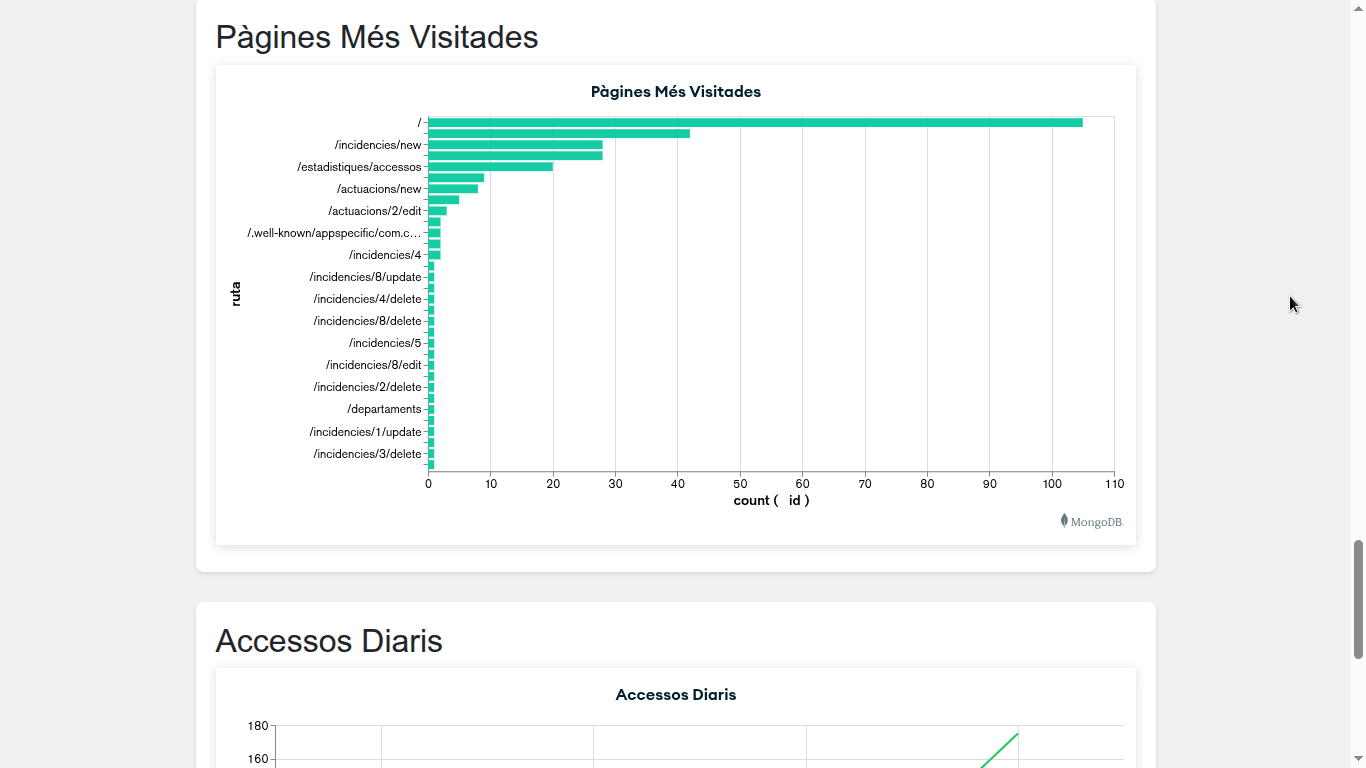 Pàgines Més Visitades
Pàgines Més Visitades
/
/incidencies/new
/estadistiques/accessos
/actuacions/new
/actuacions/2/edit
/.well-known/appspecific/com.c…
/incidencies/4
/incidencies/8/update
/incidencies/4/delete
/incidencies/8/delete
/incidencies/5
/incidencies/8/edit
/incidencies/2/delete
/departaments
/incidencies/1/update
/incidencies/3/delete
ruta
0 10 20 30 40 50 60 70 80 90 100 110
count ( id )
MongoDB.
Accessos Diaris
Accessos Diaris
180
160